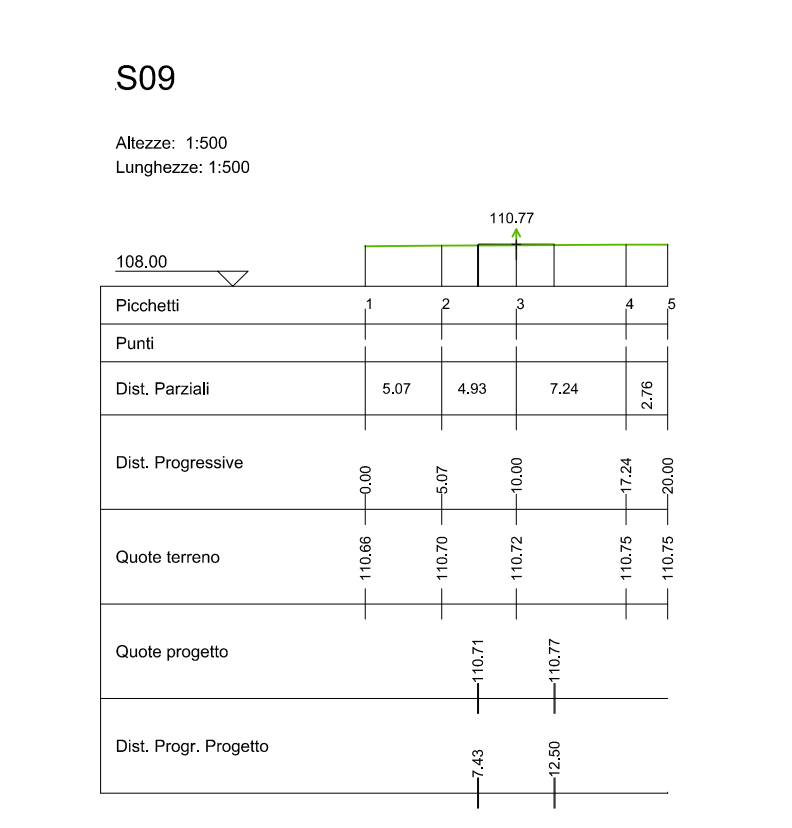 S09
Altezze: 1:500
Lunghezze: 1:500
110.77
108.00
Picchetti 1 2 3 4 5
Punti
Dist. Parziali 5.07 4.93 7.24 2.76
Dist. Progressive 0.00 5.07 10.00 17.24 20.00
Quote terreno 110.66 110.70 110.72 110.75 110.75
Quote progetto 110.71 110.77
Dist. Progr. Progetto 7.43 12.50